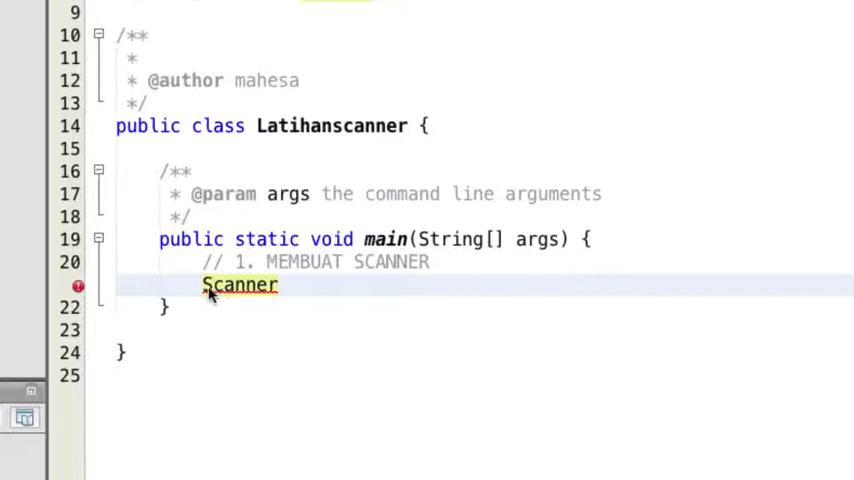 9
10 /**
11 *
12 * @author mahesa
13 */
14 public class Latihanscanner {
15
16 /**
17 * @param args the command line arguments
18 */
19 public static void main(String[] args) {
20 // 1. MEMBUAT SCANNER
Scanner
22 }
23
24 }
25